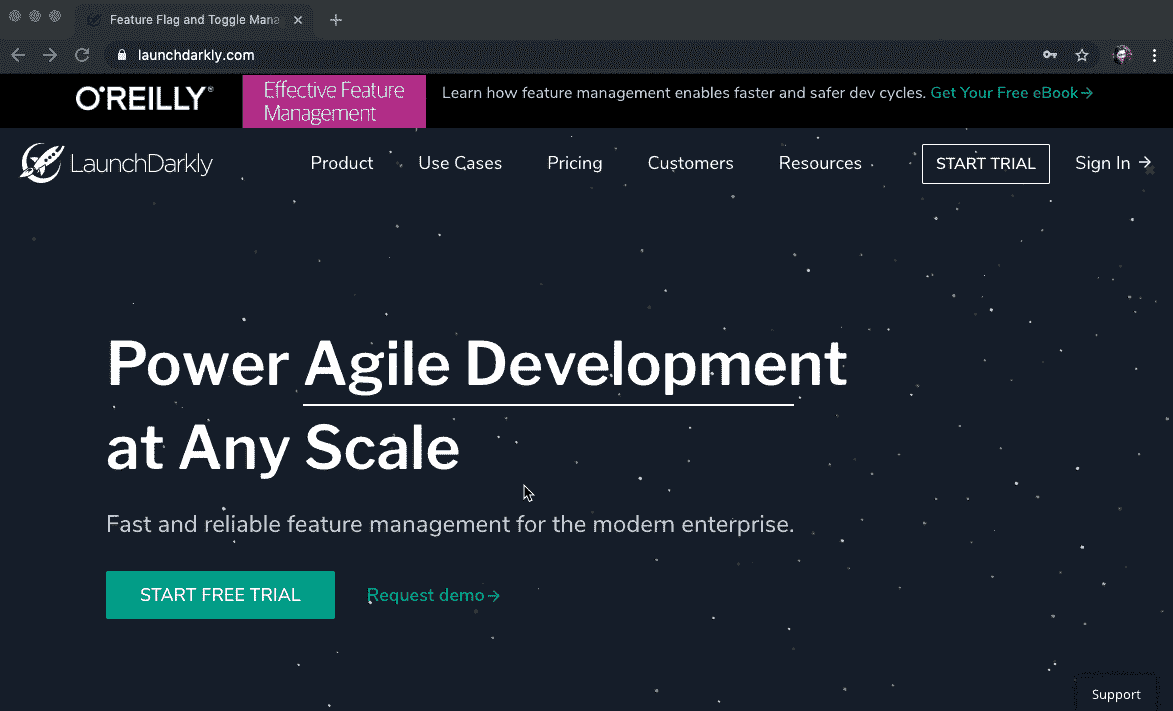 Feature Flag and Toggle Mana
launchdarkly.com
O'REILLY®
Effective Feature
Management
Learn how feature management enables faster and safer dev cycles. Get Your Free eBook→
LaunchDarkly
Product
Use Cases
Pricing
Customers
Resources
START TRIAL
Sign In →
Power Agile Development
at Any Scale
Fast and reliable feature management for the modern enterprise.
START FREE TRIAL
Request demo→
Support